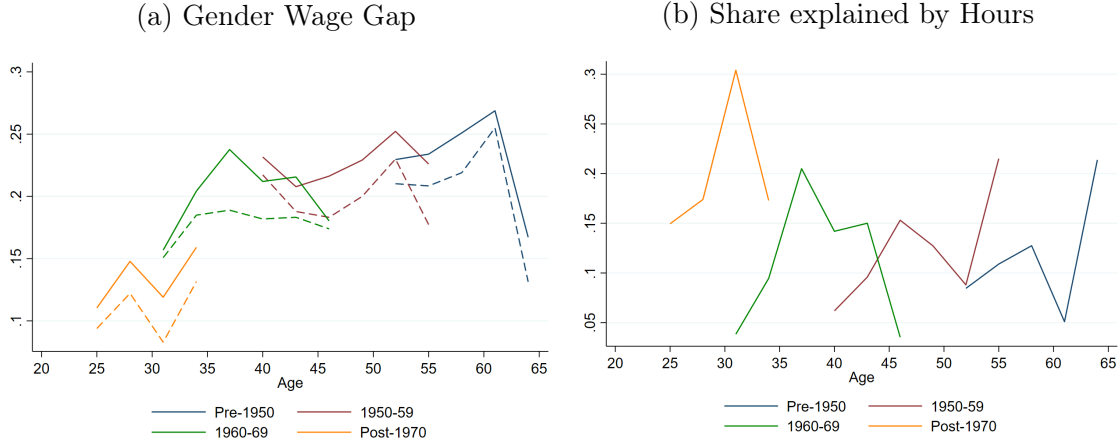 (a) Gender Wage Gap
.3
.25
.2
.15
.1
20 25 30 35 40 45 50 55 60 65
Age
Pre-1950 1950-59
1960-69 Post-1970
(b) Share explained by Hours
.3
.25
.2
.15
.1
.05
20 25 30 35 40 45 50 55 60 65
Age
Pre-1950 1950-59
1960-69 Post-1970